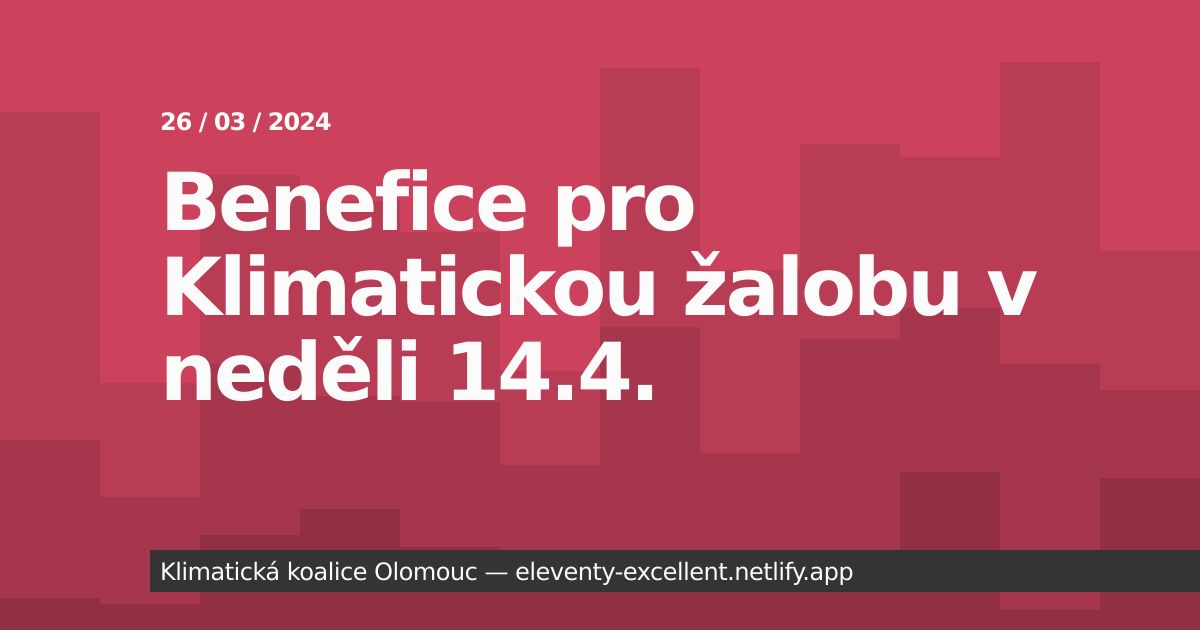 26 / 03 / 2024
Benefice pro
Klimatickou žalobu v
neděli 14.4.
Klimatická koalice Olomouc — eleventy-excellent.netlify.app